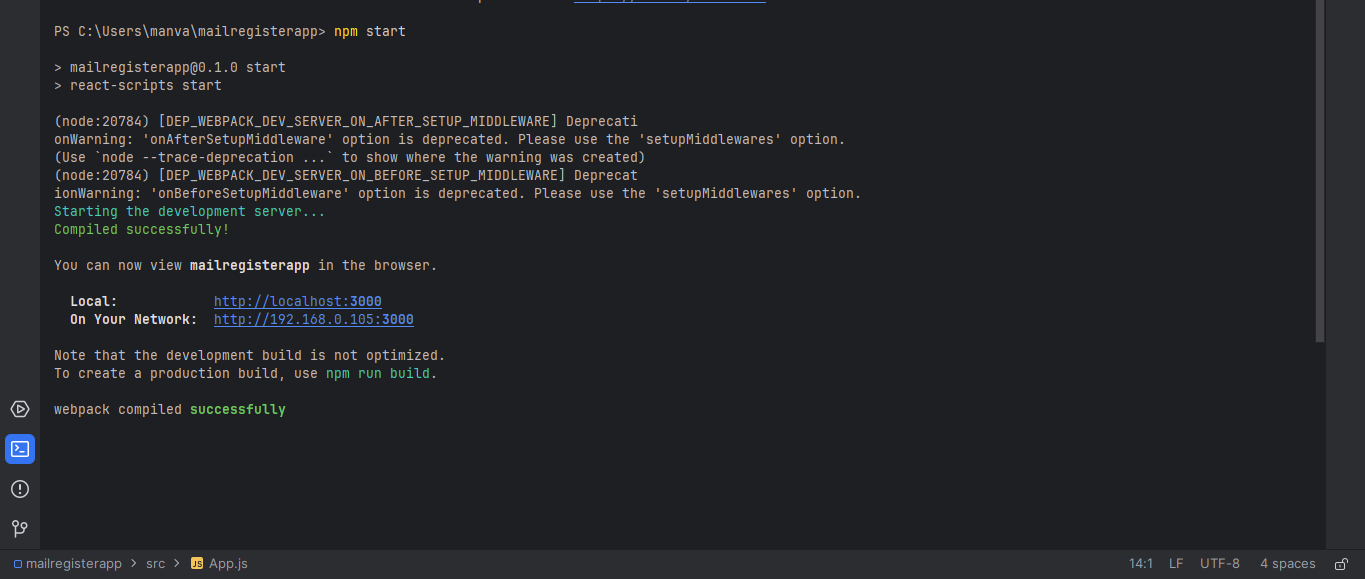 PS C:\Users\manva\mailregisterapp> npm start
> mailregisterapp@0.1.0 start
> react-scripts start
(node:20784) [DEP_WEBPACK_DEV_SERVER_ON_AFTER_SETUP_MIDDLEWARE] Deprecati
onWarning: 'onAfterSetupMiddleware' option is deprecated. Please use the 'setupMiddlewares' option.
(Use `node --trace-deprecation ...` to show where the warning was created)
(node:20784) [DEP_WEBPACK_DEV_SERVER_ON_BEFORE_SETUP_MIDDLEWARE] Deprecat
ionWarning: 'onBeforeSetupMiddleware' option is deprecated. Please use the 'setupMiddlewares' option.
Starting the development server...
Compiled successfully!
You can now view mailregisterapp in the browser.
Local: http://localhost:3000
On Your Network: http://192.168.0.105:3000
Note that the development build is not optimized.
To create a production build, use npm run build.
webpack compiled successfully
mailregisterapp > src > JS App.js 14:1 LF UTF-8 4 spaces